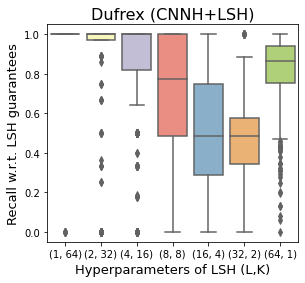 Dufrex (CNNH+LSH)
Recall w.r.t. LSH guarantees
1.0
0.8
0.6
0.4
0.2
0.0
(1, 64) (2, 32) (4, 16) (8, 8) (16, 4) (32, 2) (64, 1)
Hyperparameters of LSH (L,K)